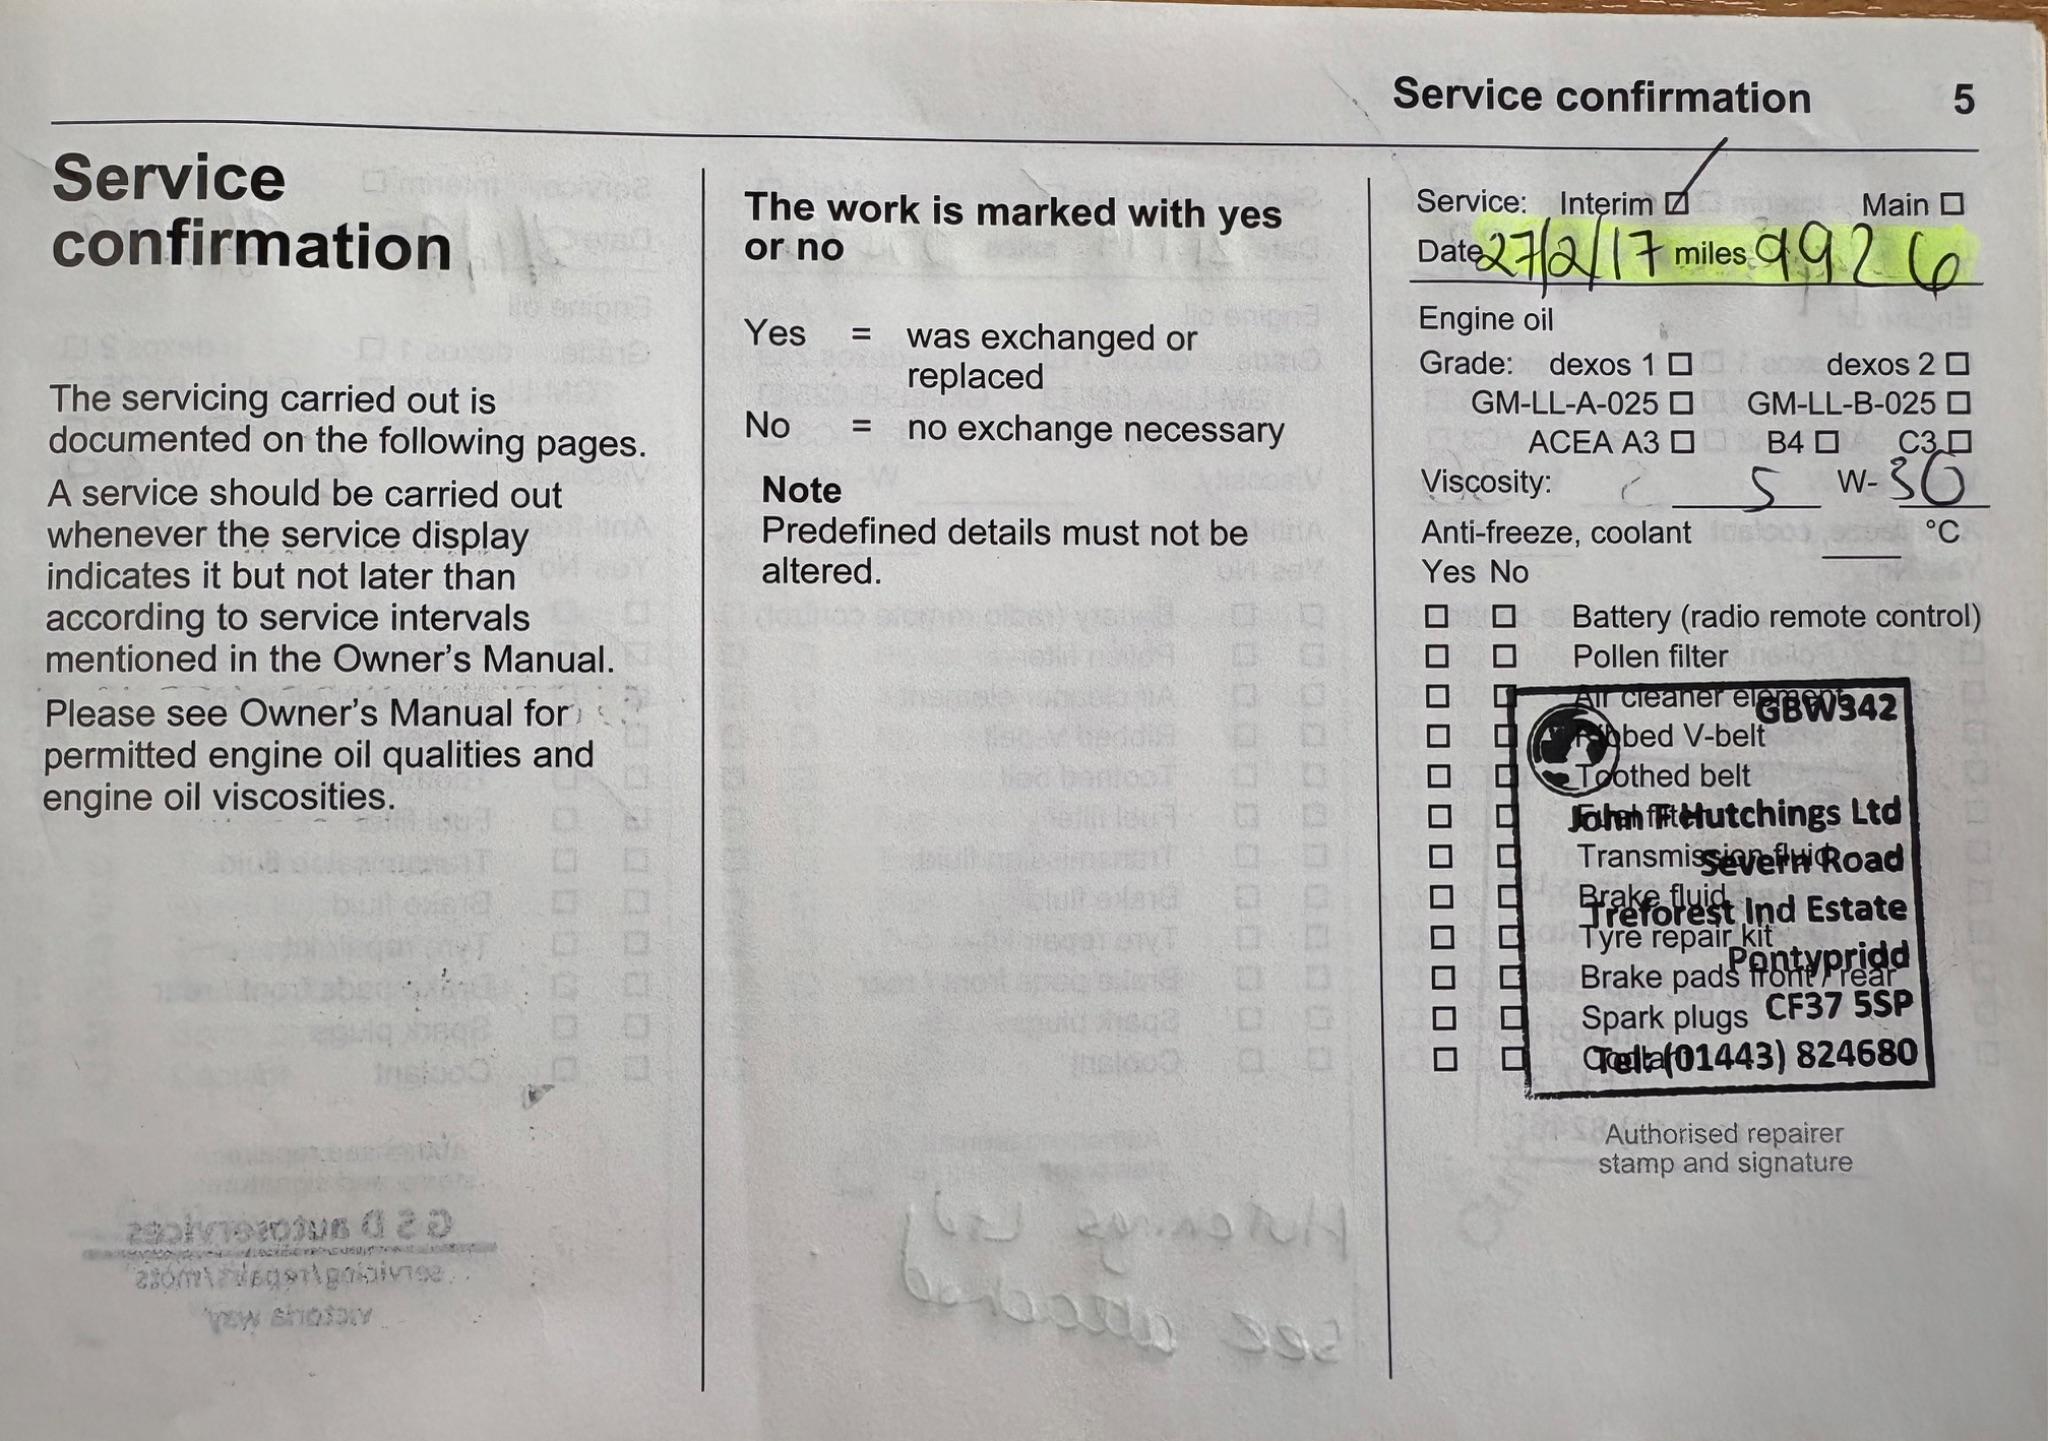 Service confirmation 5
Service
confirmation
The servicing carried out is
documented on the following pages.
A service should be carried out
whenever the service display
indicates it but not later than
according to service intervals
mentioned in the Owner's Manual.
Please see Owner's Manual for
permitted engine oil qualities and
engine oil viscosities.
The work is marked with yes
or no
Yes = was exchanged or
replaced
No = no exchange necessary
Note
Predefined details must not be
altered.
Service: Interim ☑ Main ☐
Date 27/2/17 miles 9926
Engine oil
Grade: dexos 1 ☐ dexos 2 ☐
GM-LL-A-025 ☐ GM-LL-B-025 ☐
ACEA A3 ☐ B4 ☐ C3 ☐
Viscosity: 5 W- 30
Anti-freeze, coolant °C
Yes No
☐ ☐ Battery (radio remote control)
☐ ☐ Pollen filter
☐ ☐ Air cleaner element
GBW342
☐ ☐ Ribbed V-belt
☐ ☐ Toothed belt
☐ ☐ Fuel filter
John F Hutchings Ltd
☐ ☐ Transmission fluid
Severn Road
☐ ☐ Brake fluid
Treforest Ind Estate
☐ ☐ Tyre repair kit
Pontypridd
☐ ☐ Brake pads front / rear
CF37 5SP
☐ ☐ Spark plugs
☐ ☐ Coolant
Tel: (01443) 824680
Authorised repairer
stamp and signature